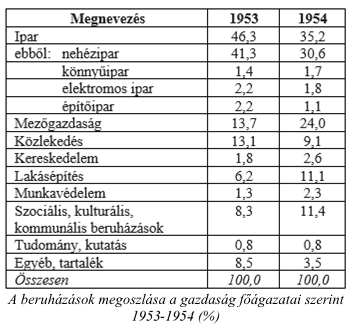 Megnevezés 1953 1954
Ipar 46,3 35,2
ebből: nehézipar 41,3 30,6
könnyűipar 1,4 1,7
elektromos ipar 2,2 1,8
építőipar 2,2 1,1
Mezőgazdaság 13,7 24,0
Közlekedés 13,1 9,1
Kereskedelem 1,8 2,6
Lakásépítés 6,2 11,1
Munkavédelem 1,3 2,3
Szociális, kulturális, 8,3 11,4
kommunális beruházások
Tudomány, kutatás 0,8 0,8
Egyéb, tartalék 8,5 3,5
Összesen 100,0 100,0
A beruházások megoszlása a gazdaság főágazatai szerint
1953-1954 (%)